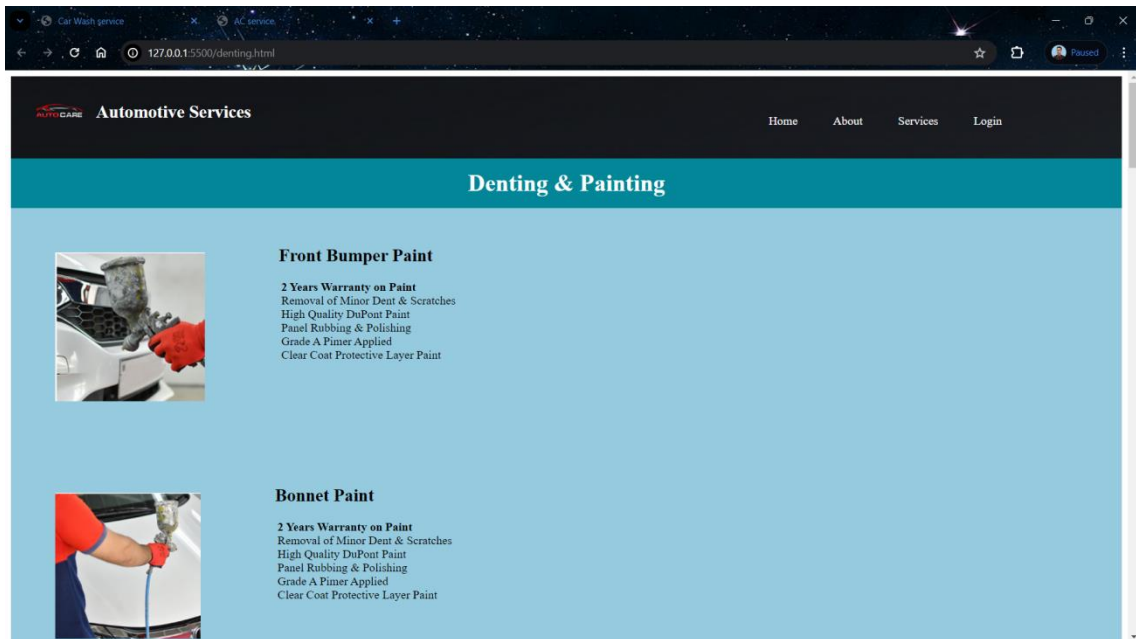 Car Wash service
AC service
127.0.0.1:5500/denting.html
Paused
AUTOCARE
Automotive Services
Home About Services Login
Denting & Painting
Front Bumper Paint
2 Years Warranty on Paint
Removal of Minor Dent & Scratches
High Quality DuPont Paint
Panel Rubbing & Polishing
Grade A Pimer Applied
Clear Coat Protective Layer Paint
Bonnet Paint
2 Years Warranty on Paint
Removal of Minor Dent & Scratches
High Quality DuPont Paint
Panel Rubbing & Polishing
Grade A Pimer Applied
Clear Coat Protective Layer Paint